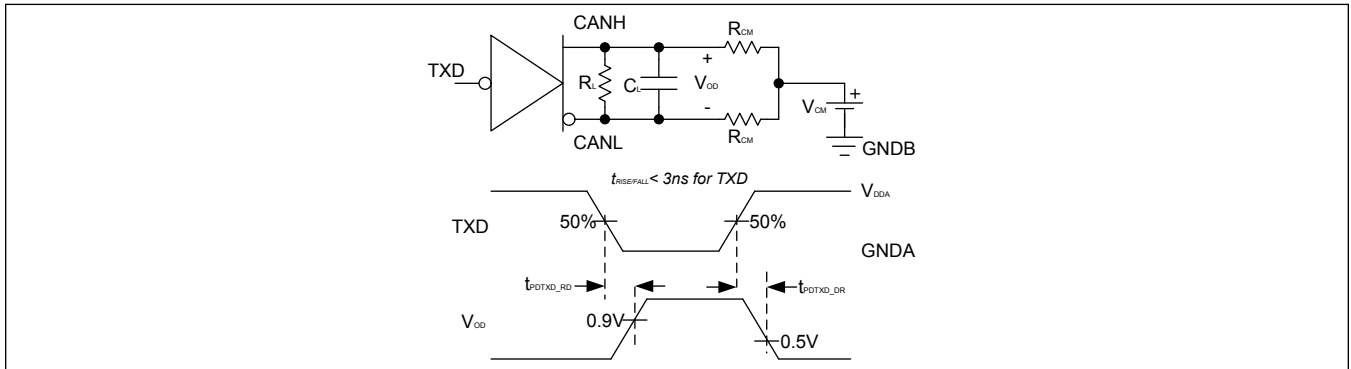 CANH
RCM
TXD
RL
CL
+
VOD
-
VCM
+
RCM
CANL
GNDB
tRISE/FALL< 3ns for TXD
VDDA
50%
50%
TXD
GNDA
tPDTXD_RD
tPDTXD_DR
0.9V
VOD
0.5V